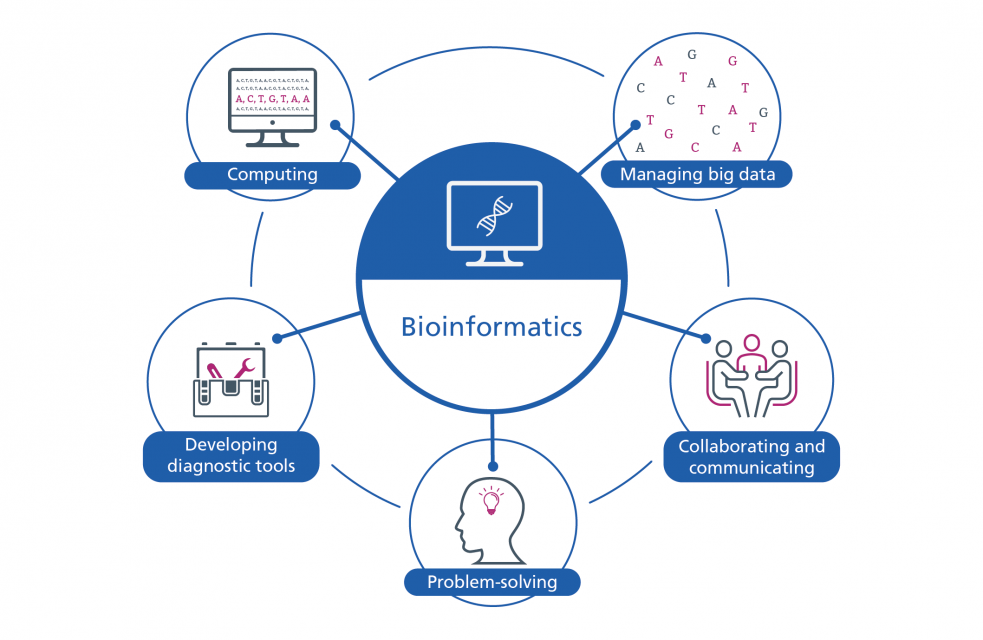 A, C, T, G, T, A, A, C, G, T, A, C, T, G, T, A,
A, C, T, G, T, A, A, C, G, T, A, C, T, G, T, A,
A, C, T, G, T, A, A
A, C, T, G, T, A, A, C, G, T, A, C, T, G, T, A,
Computing
A G G
C T A T
C T A G
T G C T
A C A
Managing big data
Bioinformatics
Developing
diagnostic tools
Collaborating and
communicating
Problem-solving